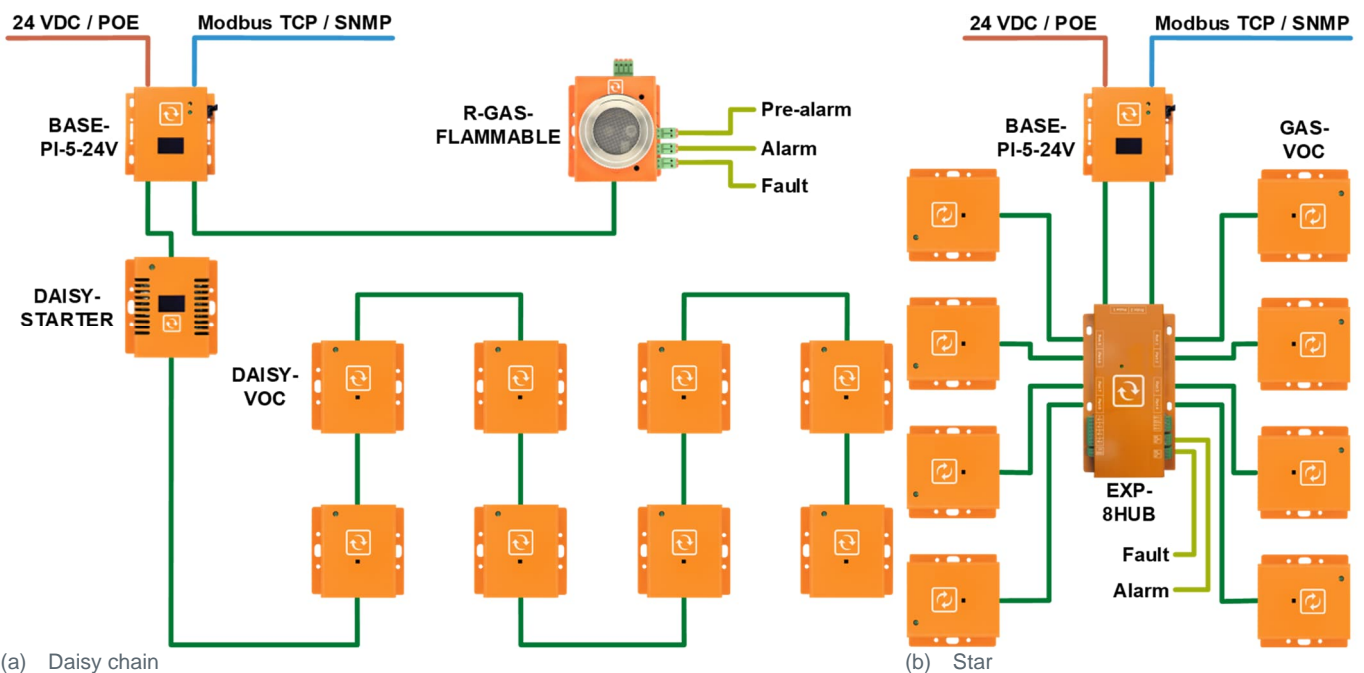 24 VDC / POE
Modbus TCP / SNMP
BASE-
PI-5-24V
R-GAS-
FLAMMABLE
Pre-alarm
Alarm
Fault
DAISY-
STARTER
DAISY-
VOC
(a) Daisy chain
24 VDC / POE
Modbus TCP / SNMP
BASE-
PI-5-24V
GAS-
VOC
EXP-
8HUB
Fault
Alarm
(b) Star